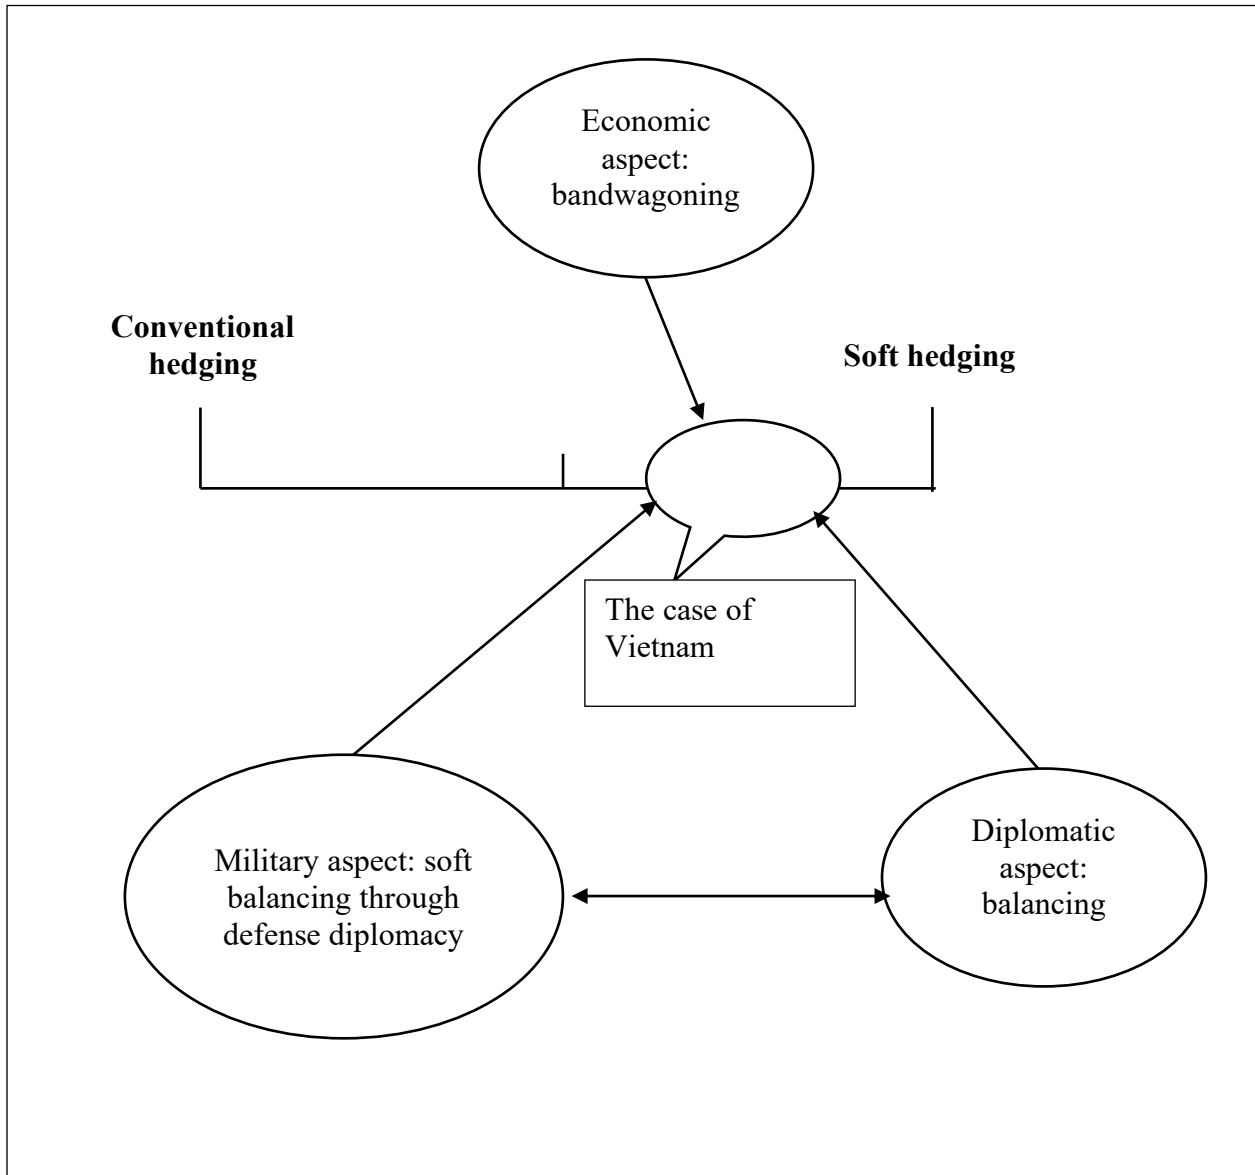 Economic
aspect:
bandwagoning
Conventional
hedging
Soft hedging
The case of
Vietnam
Military aspect: soft
balancing through
defense diplomacy
Diplomatic
aspect:
balancing